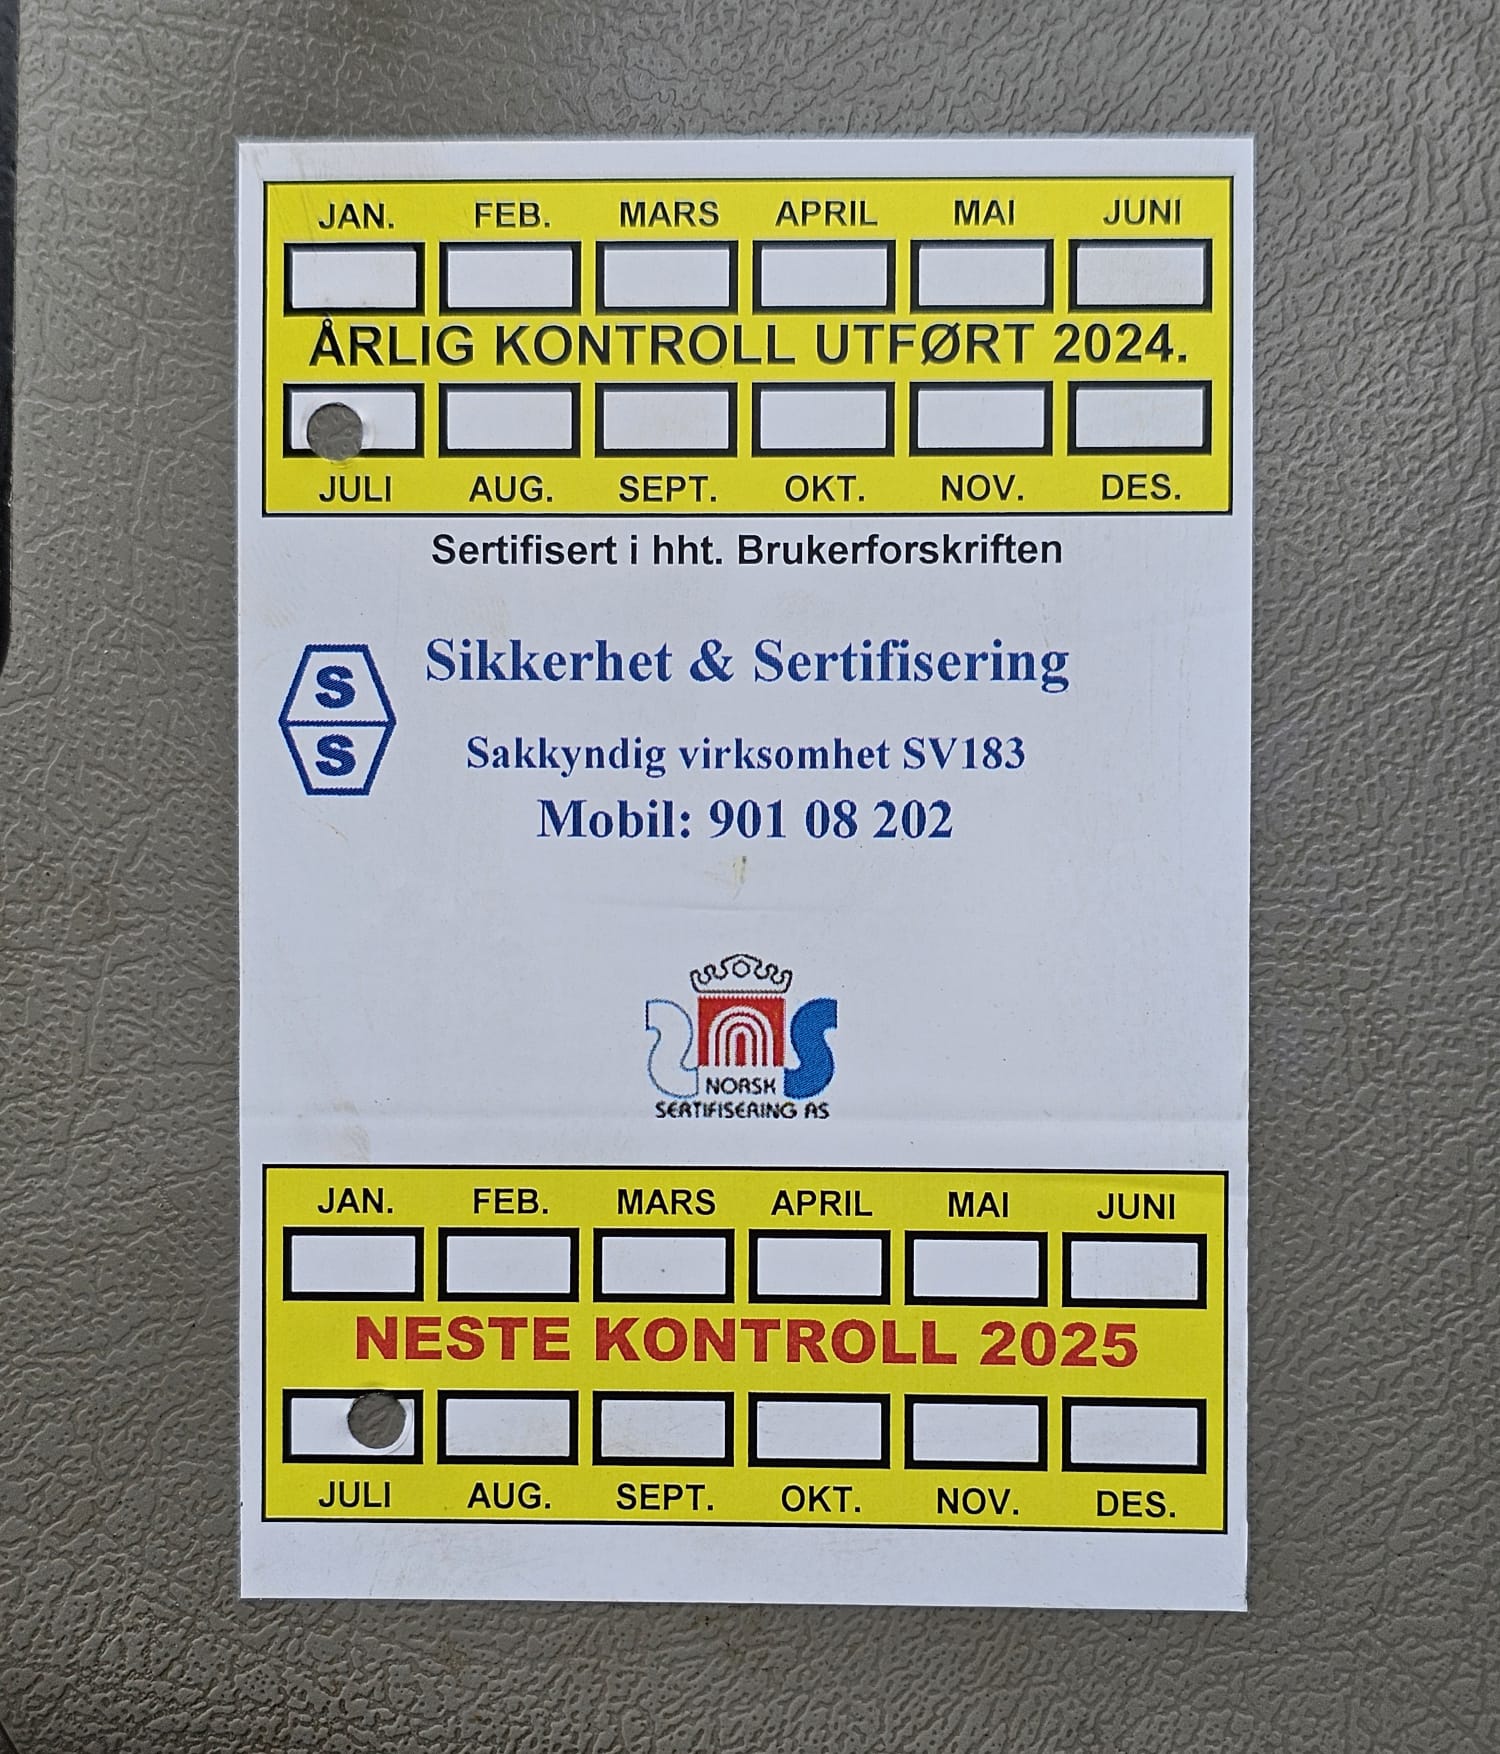 JAN. FEB. MARS APRIL MAI JUNI
ÅRLIG KONTROLL UTFØRT 2024.
JULI AUG. SEPT. OKT. NOV. DES.
Sertifisert i hht. Brukerforskriften
S
S
Sikkerhet & Sertifisering
Sakkyndig virksomhet SV183
Mobil: 901 08 202
NORSK
SERTIFISERING AS
JAN. FEB. MARS APRIL MAI JUNI
NESTE KONTROLL 2025
JULI AUG. SEPT. OKT. NOV. DES.